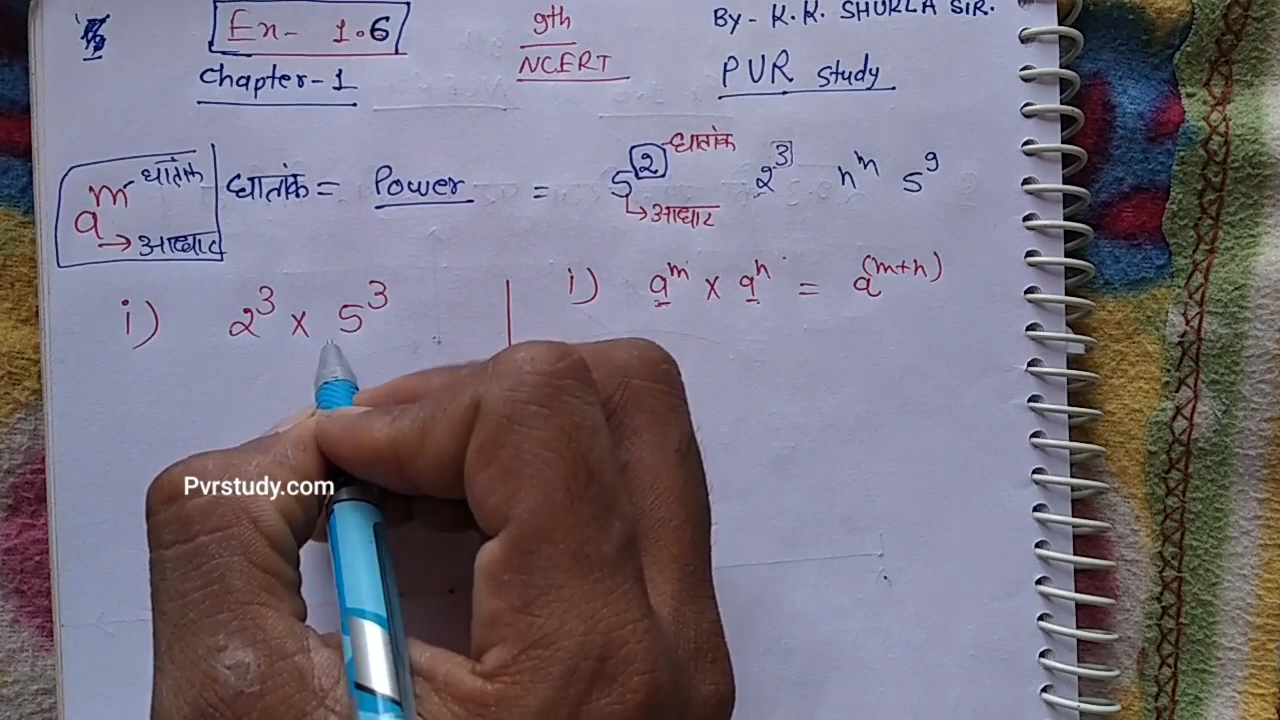 Ex- 1.6 9th By- K.K. SHUKLA SIR.
Chapter-1 NCERT PVR Study
a^m घातांक → आधार
घातांक = Power = 5^2 घातांक → आधार 2^3 n^m 5^9
i) 2^3 × 5^3
i) a^m × a^n = a^(m+n)
Pvrstudy.com